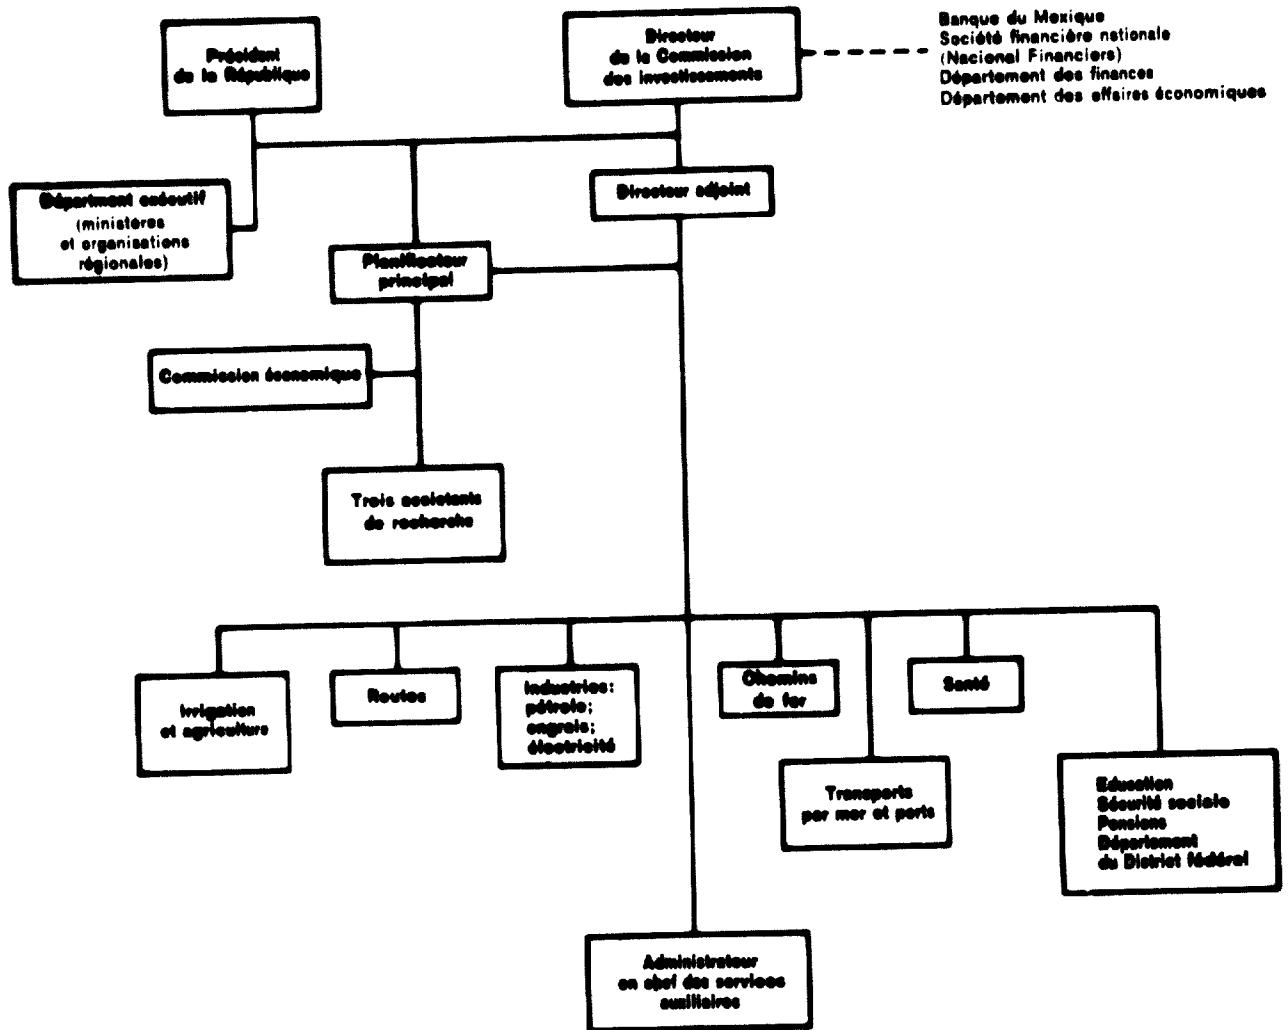 Président
de la République
Directeur
de la Commission
des investissements
Banque du Mexique
Société financière nationale
(Nacional Financiers)
Département des finances
Département des affaires économiques
Départment exécutif
(ministères
et organisations
régionales)
Directeur adjoint
Planificateur
principal
Commission économique
Trois assistants
de recherche
Irrigation
et agriculture
Routes
Industries:
pétrole;
engrais;
électricité
Chemins
de fer
Santé
Transports
par mer et ports
Education
Sécurité sociale
Pensions
Département
du District fédéral
Administrateur
en chef des services
auxiliaires